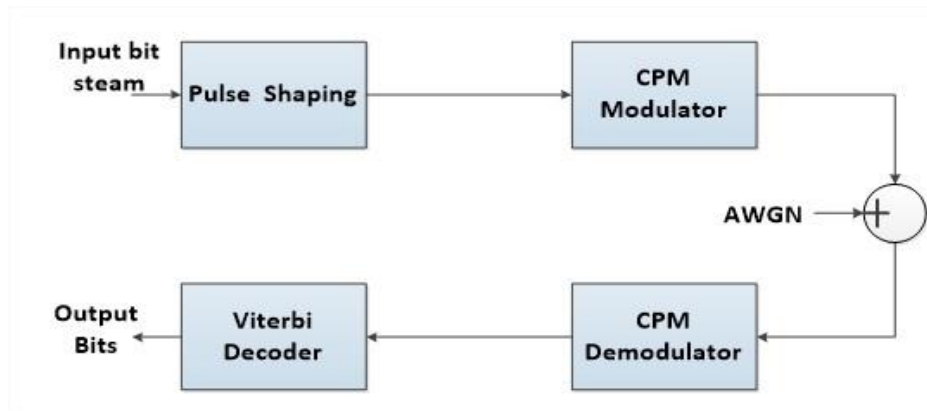 Input bit
steam
Pulse Shaping
CPM
Modulator
AWGN
Output
Bits
Viterbi
Decoder
CPM
Demodulator